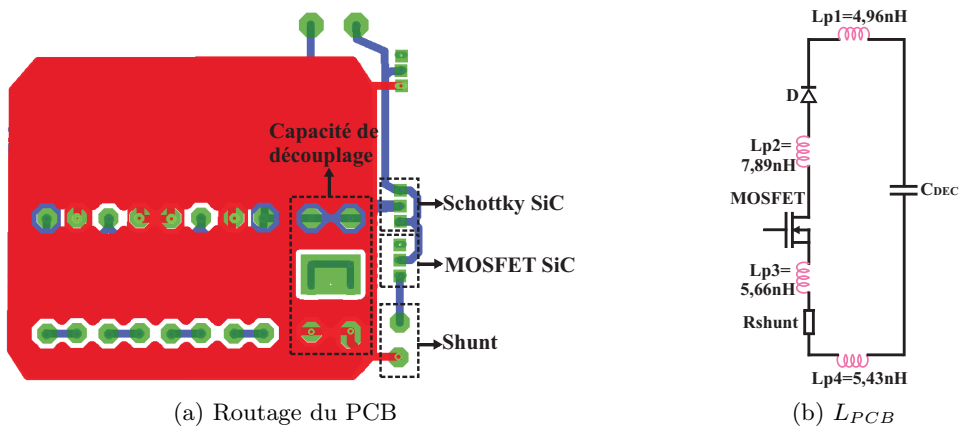 Capacité de
découplage
Schottky SiC
MOSFET SiC
Shunt
(a) Routage du PCB
Lp1=4,96nH
D
Lp2=
7,89nH
MOSFET
CDEC
Lp3=
5,66nH
Rshunt
Lp4=5,43nH
(b) LPCB